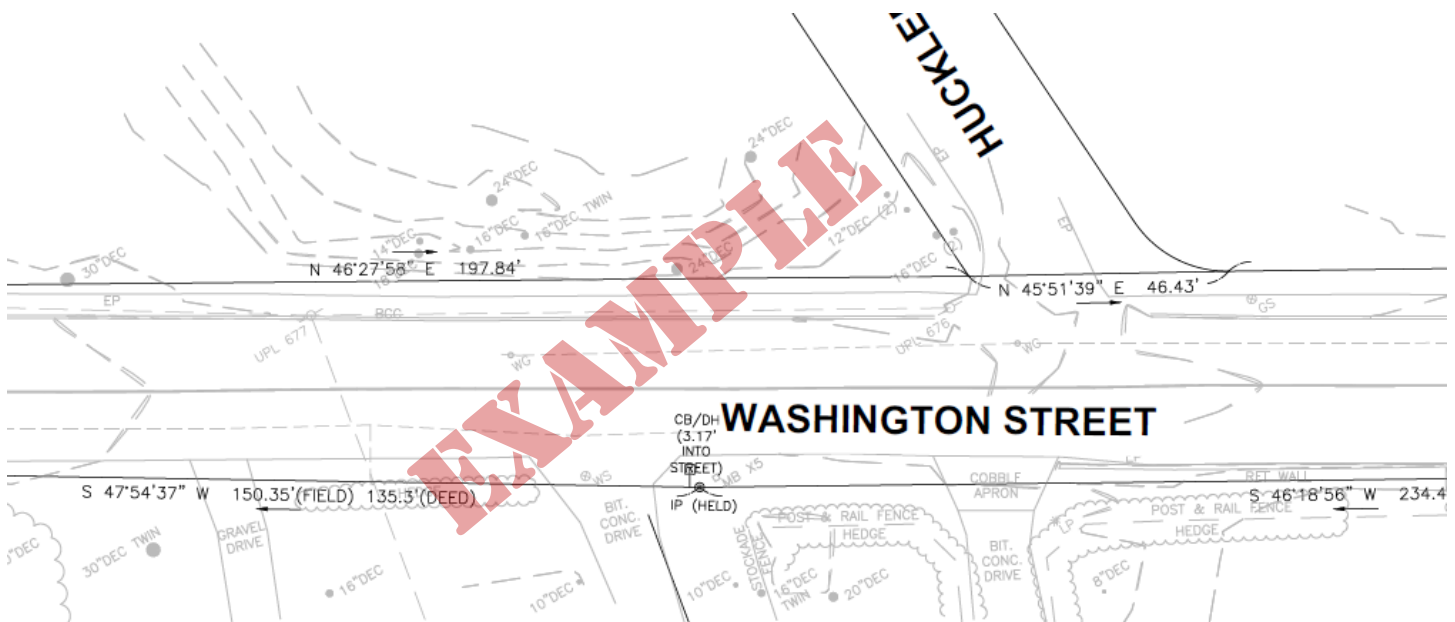 HUCKLE
24"DEC
24"DEC
EP
16"DEC TWIN
16"DEC
14"DEC
12"DEC (2)
16"DEC (2)
24"DEC
30"DEC
N 46°27'58" E 197.84'
N 45°51'39" E 46.43'
EP
EP
BCC
GS
UPL 677
UPL 676
WG
WG
EXAMPLE
WASHINGTON STREET
CB/DH
(3.17'
INTO
STREET)
IP (HELD)
MB X5
WS
S 47°54'37" W 150.35'(FIELD) 135.5'(DEED)
COBBLE
APRON
RET WALL
S 46°18'56" W 234.4
GRAVEL
DRIVE
BIT.
CONC.
DRIVE
POST & RAIL FENCE
HEDGE
POST & RAIL FENCE
HEDGE
LP
STOCKADE
FENCE
BIT.
CONC.
DRIVE
30"DEC TWIN
16"DEC
10"DEC
10"DEC
16"DEC
TWIN
20"DEC
8"DEC